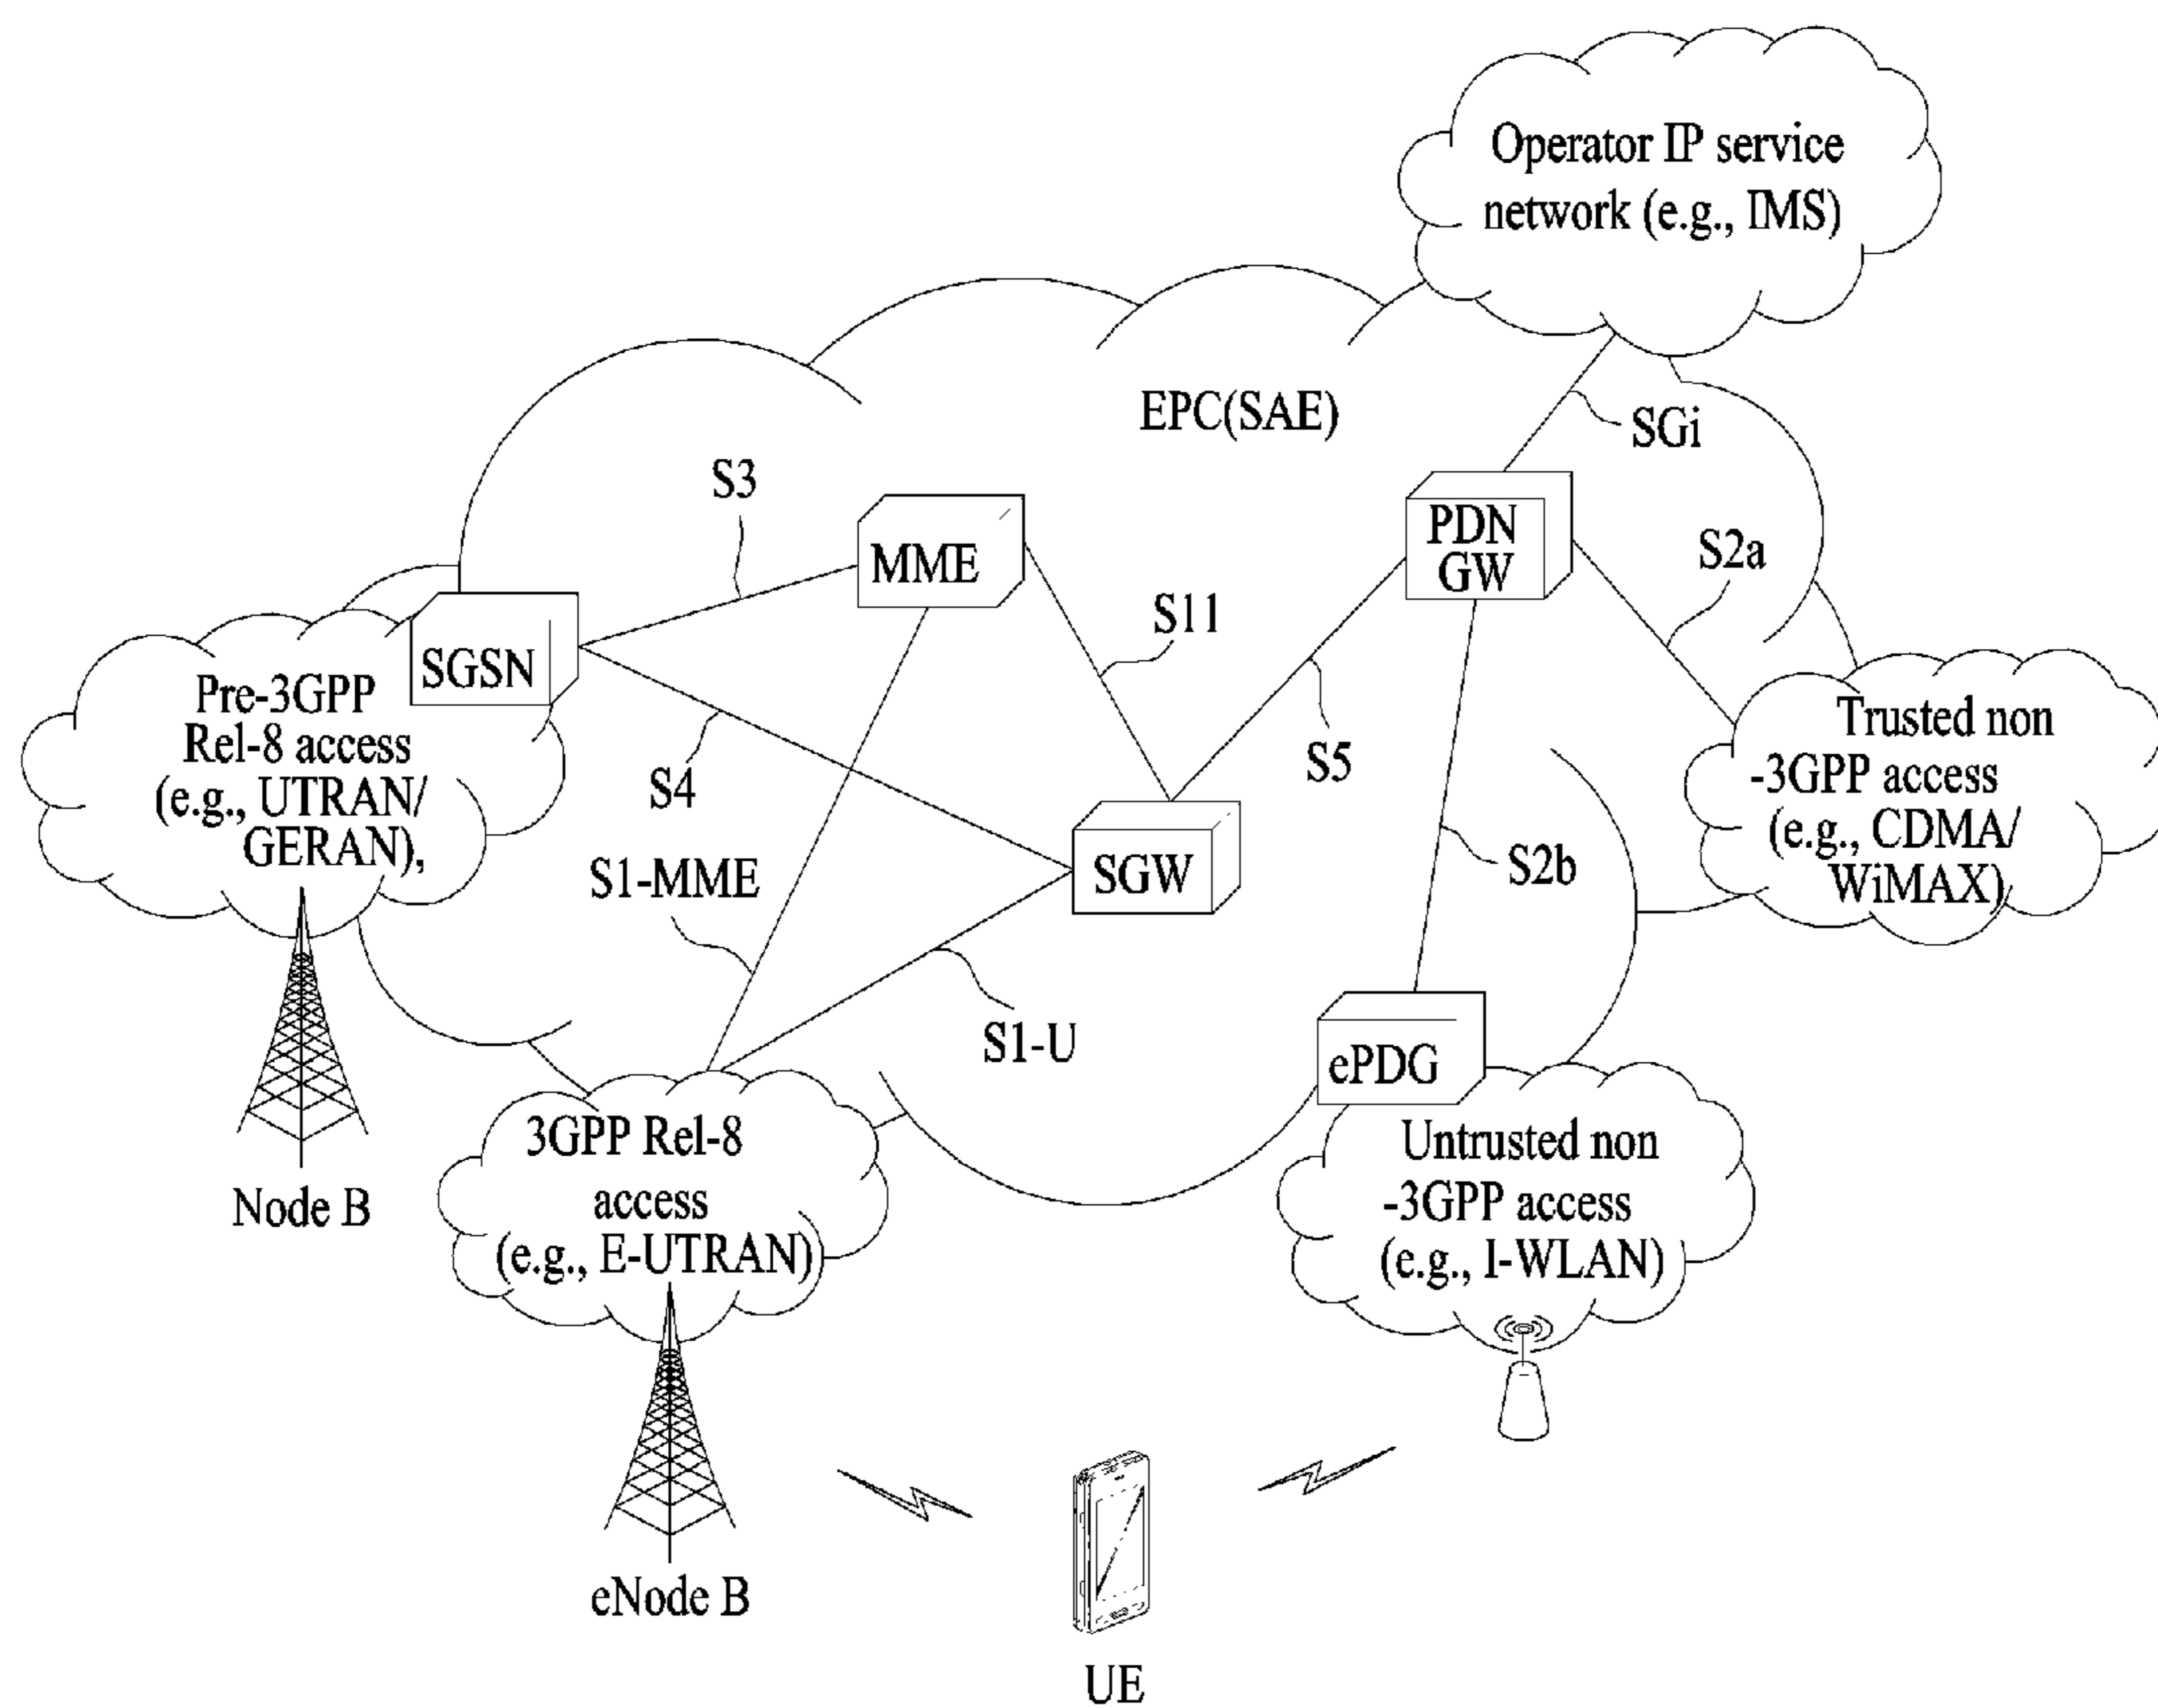 Operator IP service
network (e.g., IMS)
EPC(SAE)
SGi
S3
MME
PDN
GW
S2a
S11
SGSN
Pre-3GPP
Rel-8 access
(e.g., UTRAN/
GERAN),
S4
S5
Trusted non
-3GPP access
(e.g., CDMA/
WiMAX)
S1-MME
SGW
S2b
S1-U
ePDG
3GPP Rel-8
access
(e.g., E-UTRAN)
Untrusted non
-3GPP access
(e.g., I-WLAN)
Node B
eNode B
UE